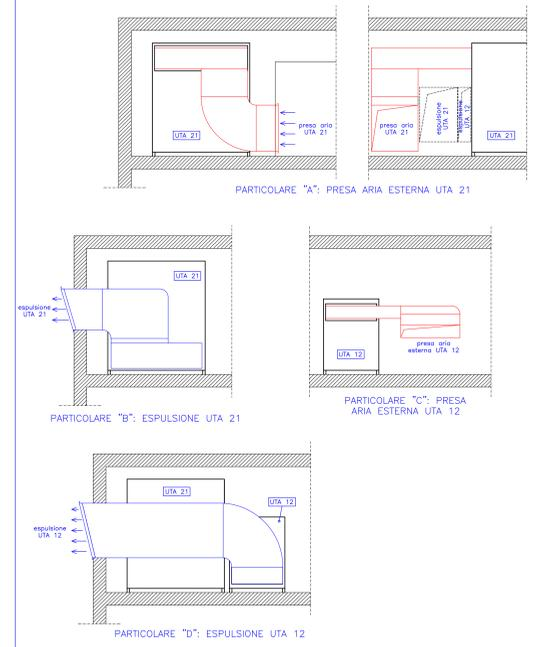 UTA 21
presa aria
UTA 21
presa aria
UTA 21
espulsione
UTA 21
espulsione
UTA 12
UTA 21
PARTICOLARE "A": PRESA ARIA ESTERNA UTA 21
UTA 21
espulsione
UTA 21
PARTICOLARE "B": ESPULSIONE UTA 21
UTA 12
presa aria
esterna UTA 12
PARTICOLARE "C": PRESA
ARIA ESTERNA UTA 12
UTA 21
UTA 12
espulsione
UTA 12
PARTICOLARE "D": ESPULSIONE UTA 12